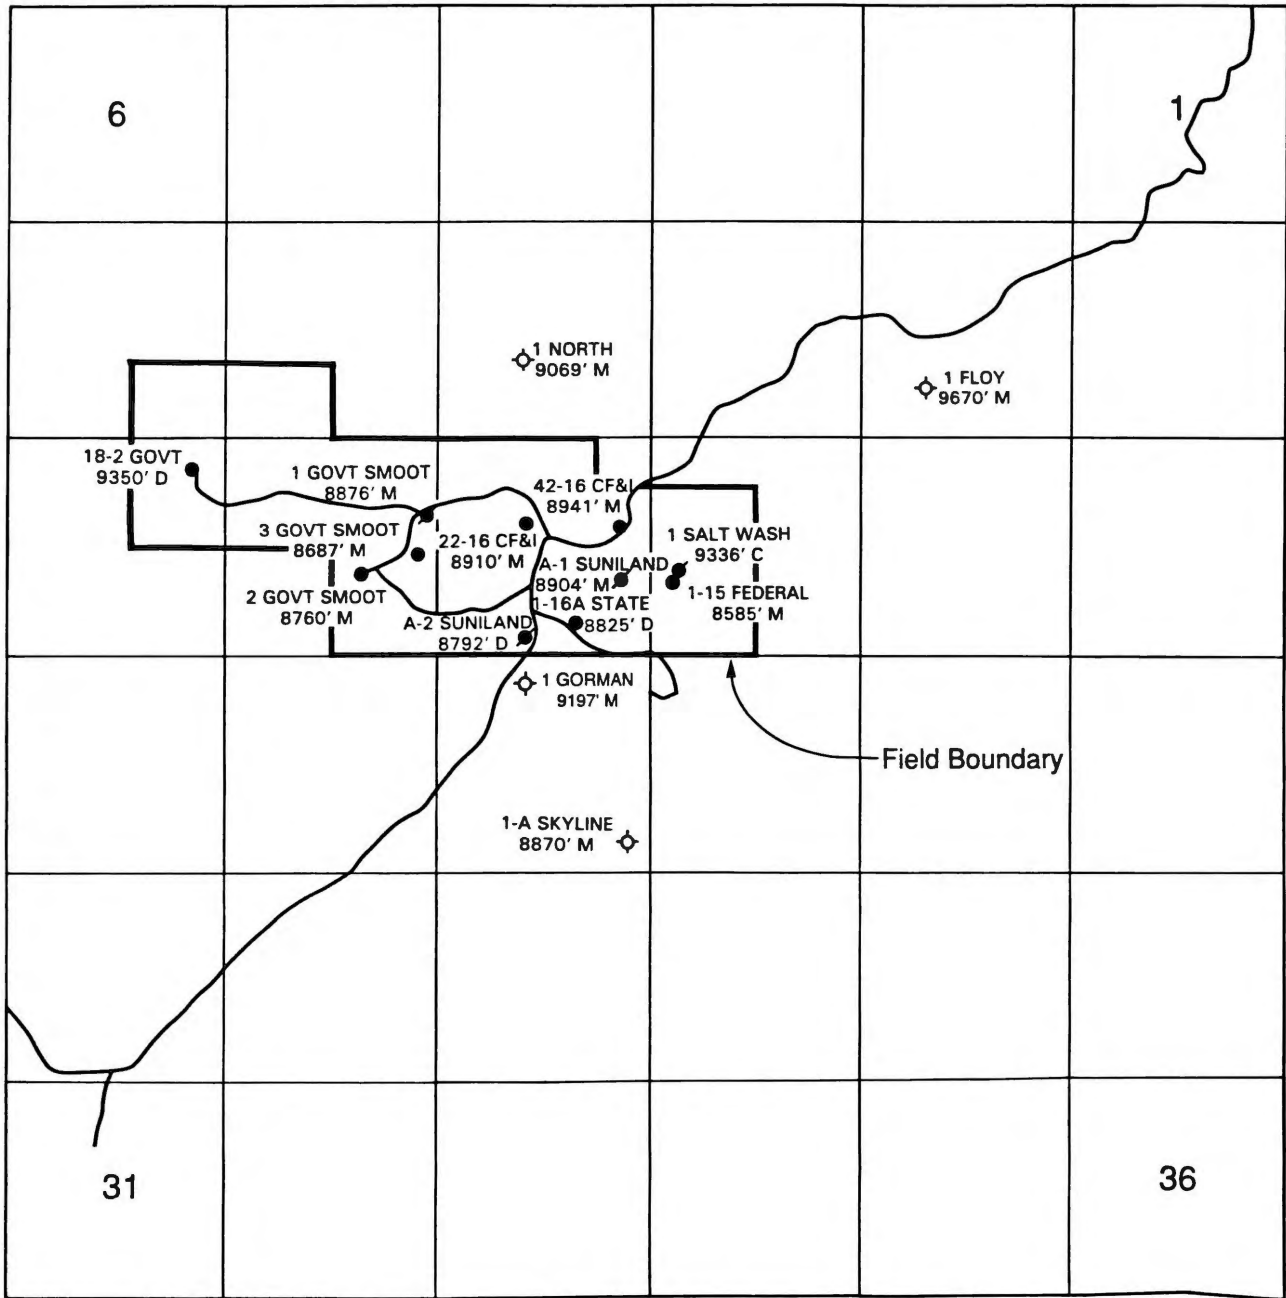 6
1
1 NORTH
9069' M
1 FLOY
9670' M
18-2 GOVT
9350' D
1 GOVT SMOOT
8876' M
42-16 CF&I
8941' M
3 GOVT SMOOT
8687' M
22-16 CF&I
8910' M
1 SALT WASH
9336' C
A-1 SUNILAND
8904' M
1-15 FEDERAL
8585' M
2 GOVT SMOOT
8760' M
1-16A STATE
8825' D
A-2 SUNILAND
8792' D
1 GORMAN
9197' M
Field Boundary
1-A SKYLINE
8870' M
31
36